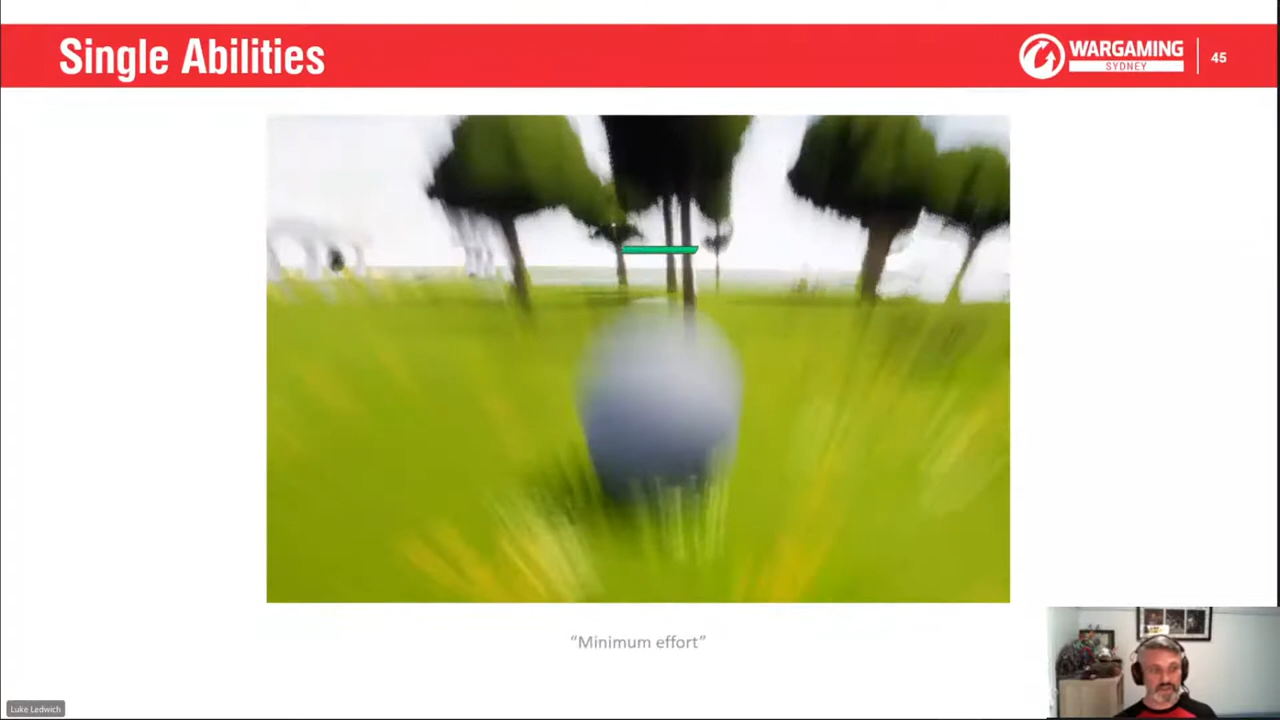 Single Abilities
WARGAMING
SYDNEY
45
“Minimum effort”
Luke Ledwich